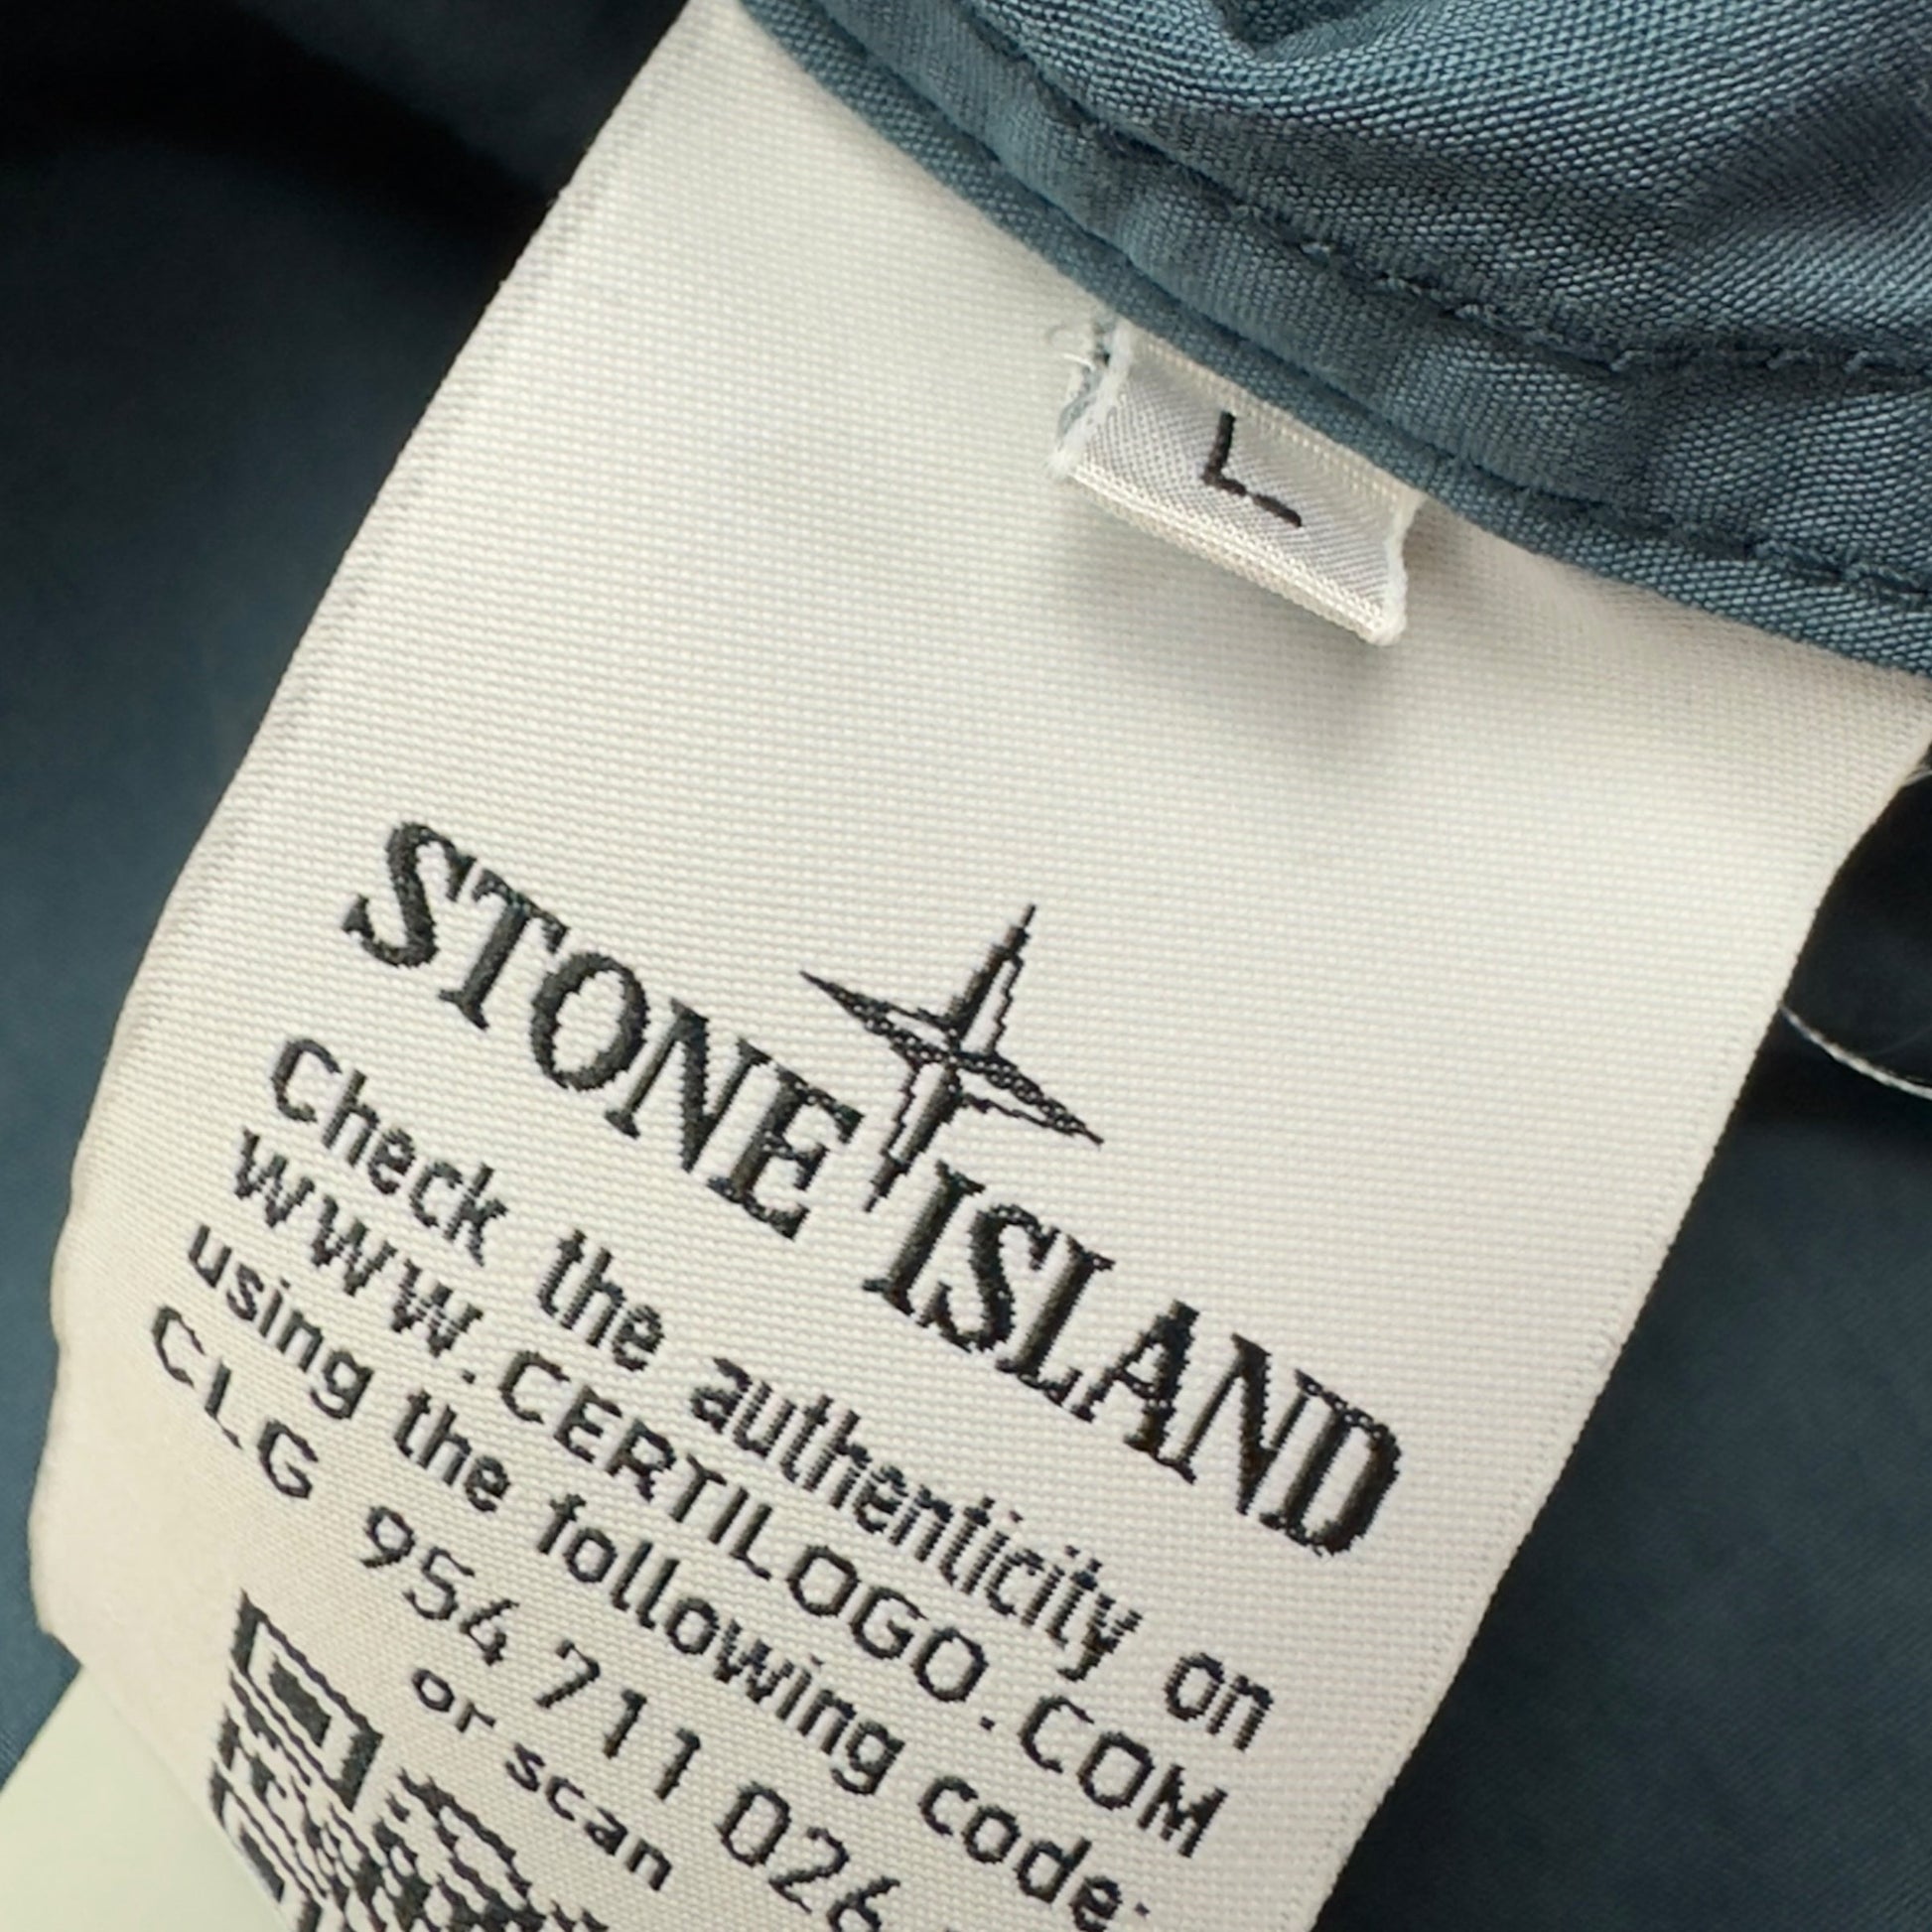 L
STONE ISLAND
Check the authenticity on
WWW.CERTILOGO.COM
using the following code:
CLG 954 711 026
or scan